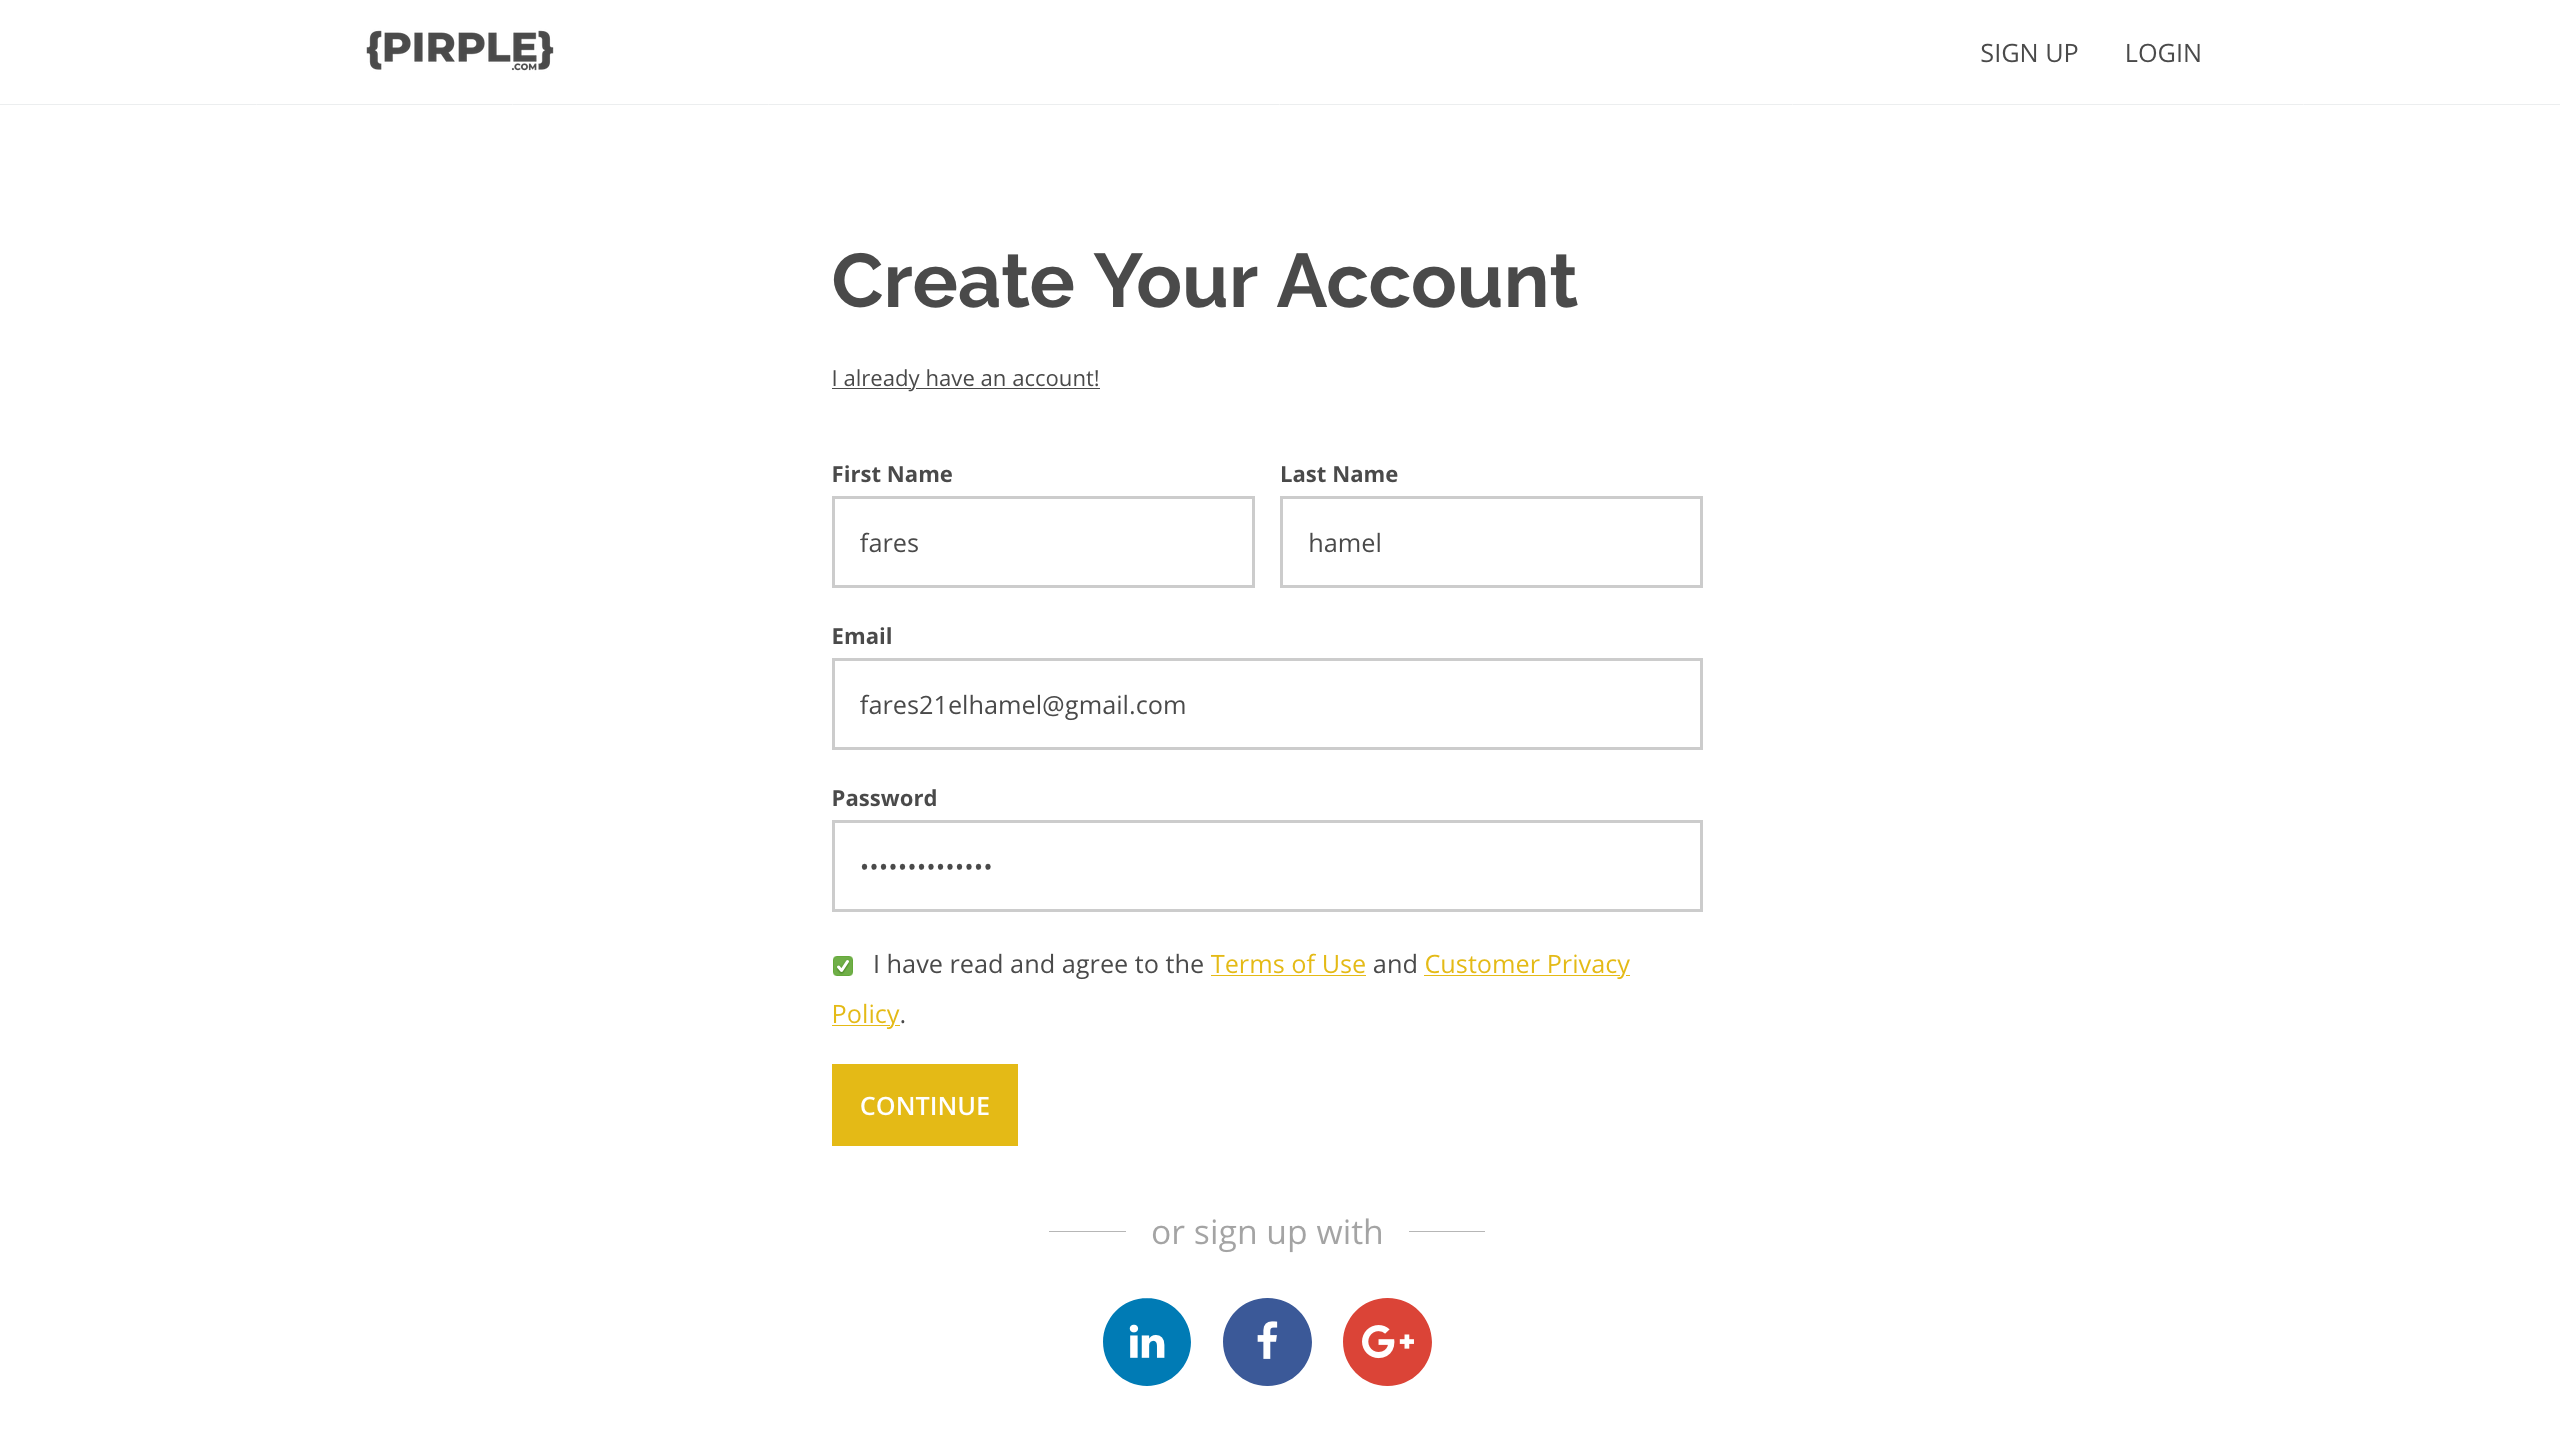 {PIRPLE}
.COM
SIGN UP LOGIN
Create Your Account
I already have an account!
First Name Last Name
fares hamel
Email
fares21elhamel@gmail.com
Password
••••••••••••••
I have read and agree to the Terms of Use and Customer Privacy
Policy.
CONTINUE
or sign up with
in f G+